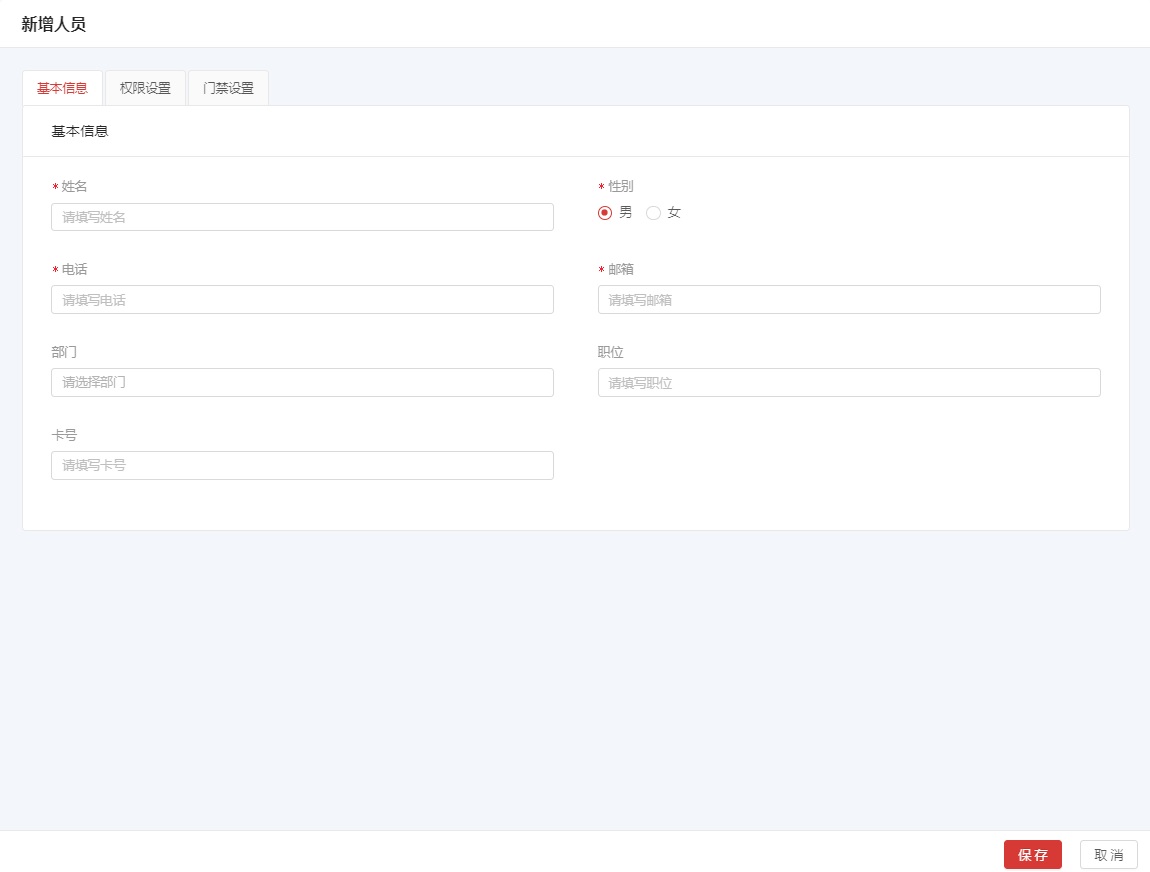 新增人员
基本信息 权限设置 门禁设置
基本信息
* 姓名 * 性别
请填写姓名 男 女
* 电话 * 邮箱
请填写电话 请填写邮箱
部门 职位
请选择部门 请填写职位
卡号
请填写卡号
保 存 取 消